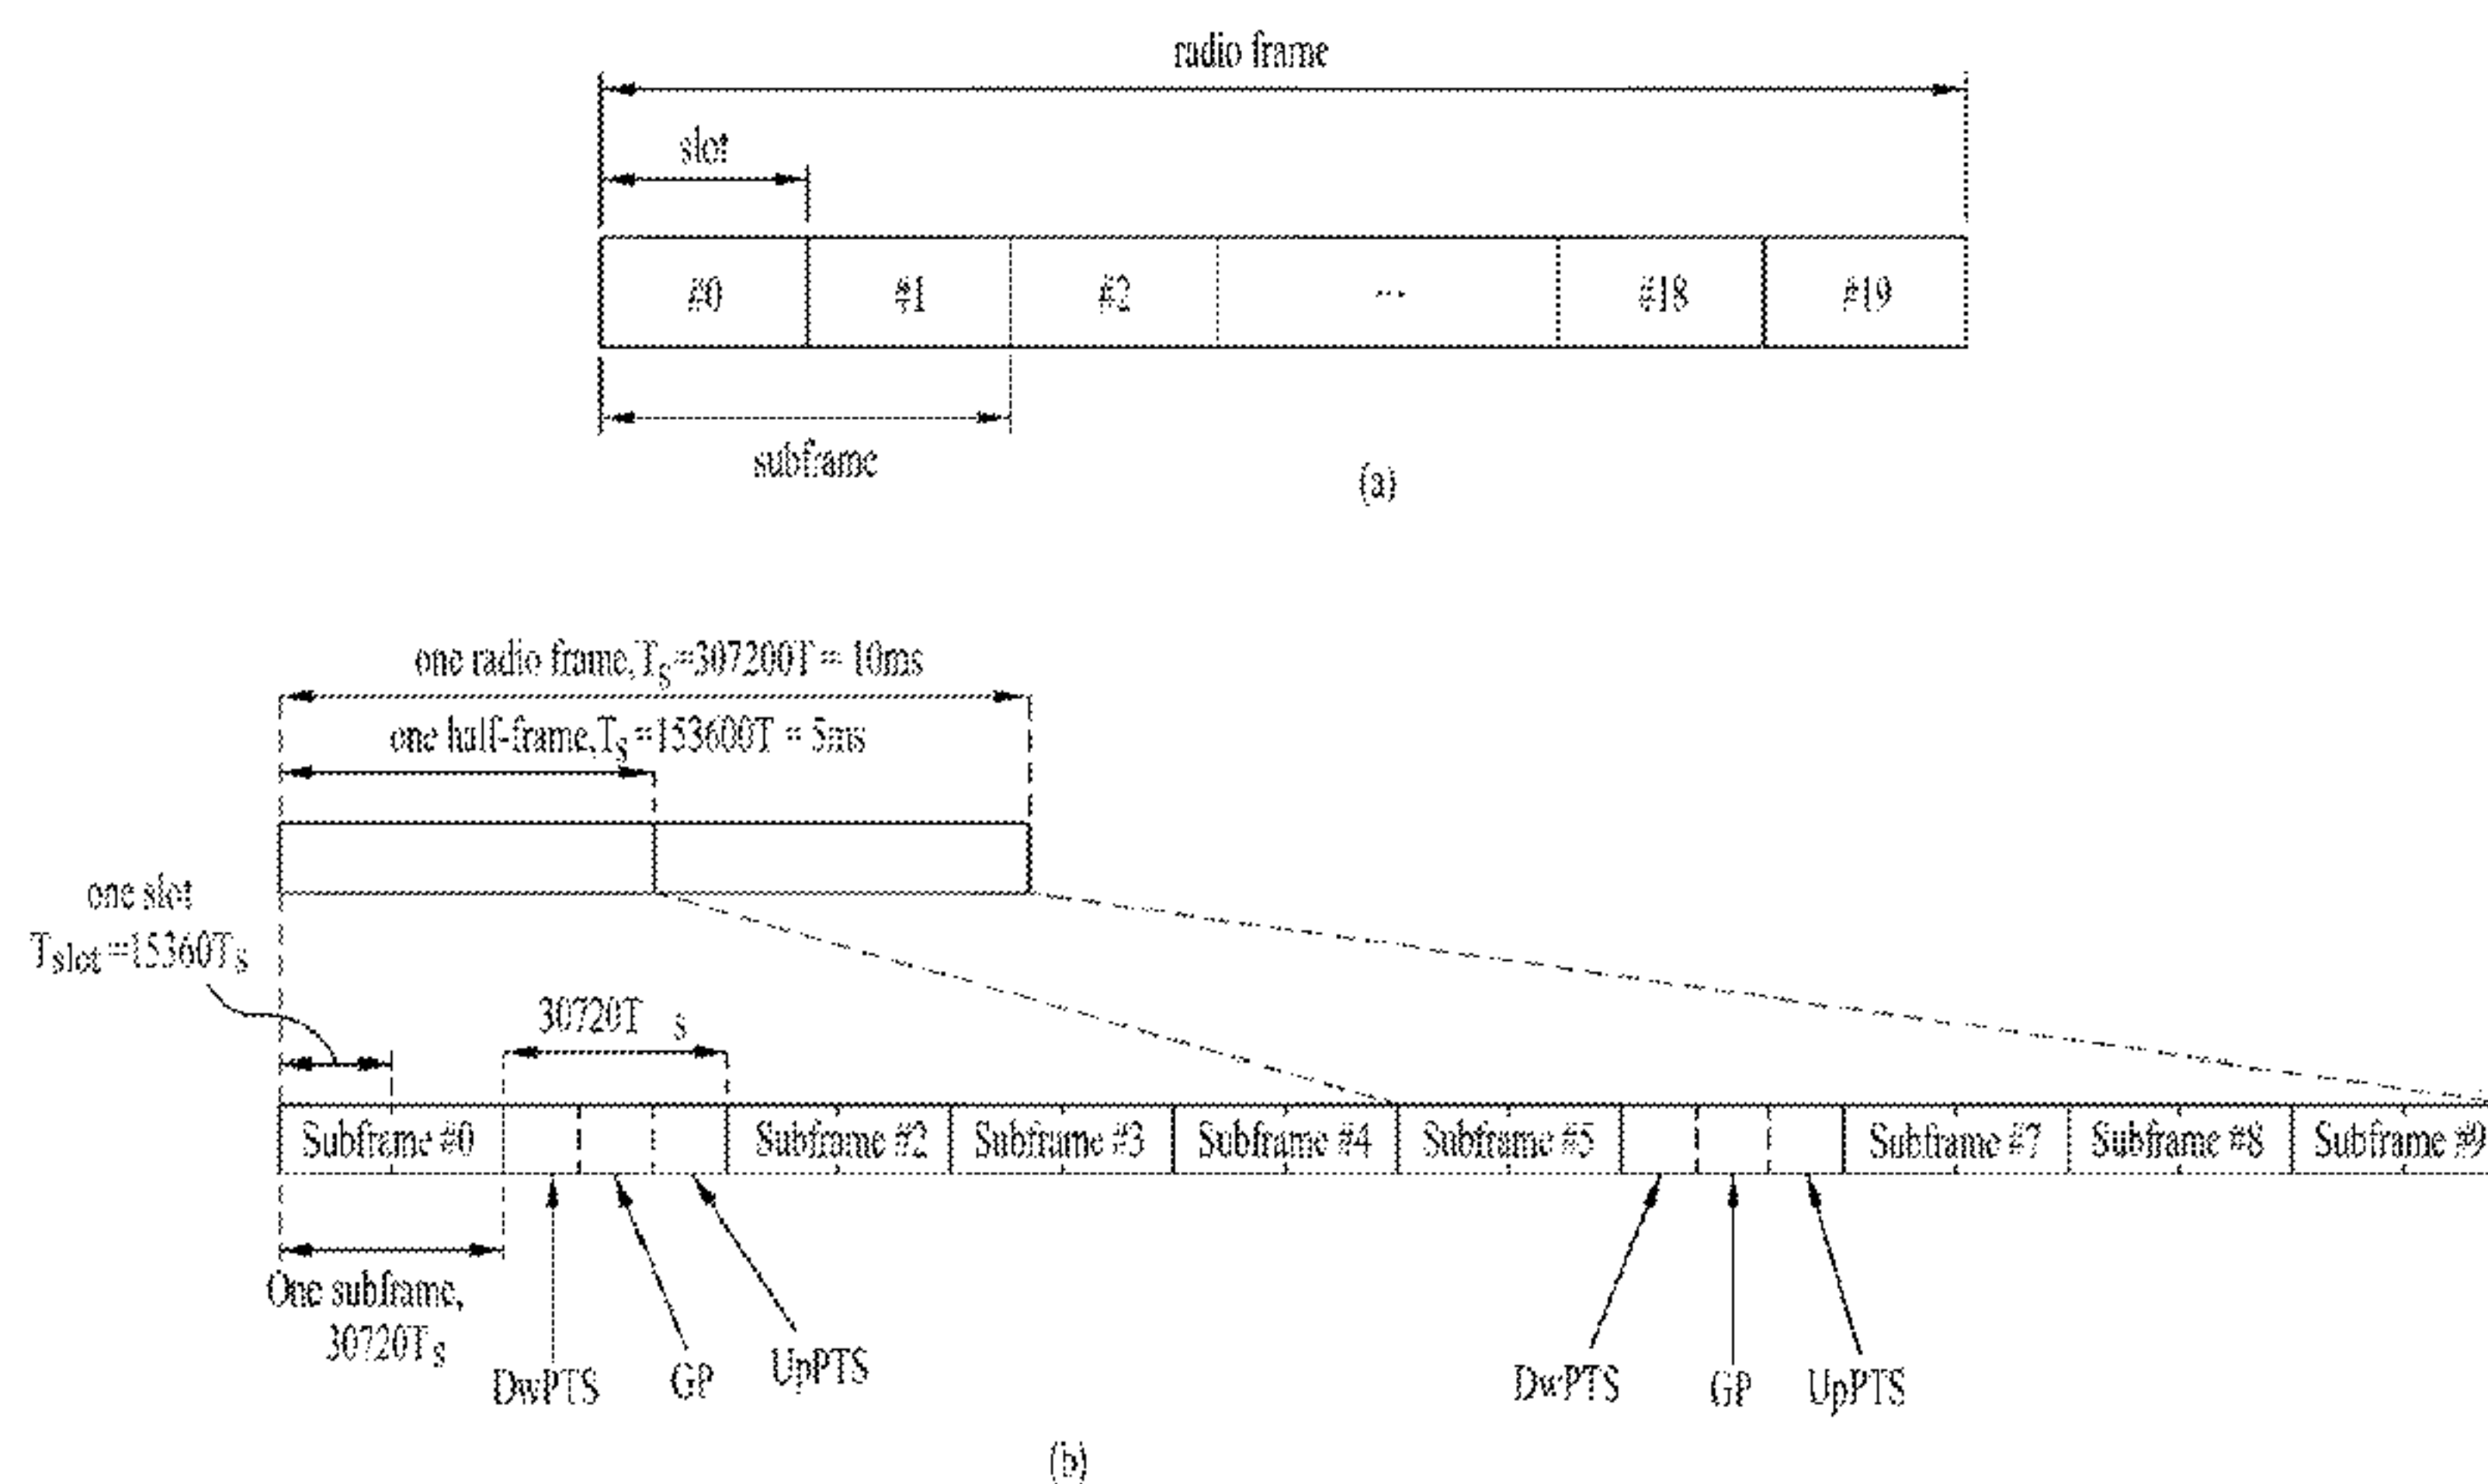 radio frame
slot
#0 #1 #2 ... #18 #19
subframe
(a)
one radio frame,TS=307200T = 10ms
one half-frame,TS=153600T = 5ms
one slot
Tslot=15360TS
30720T S
Subframe #0 Subframe #2 Subframe #3 Subframe #4 Subframe #5 Subframe #7 Subframe #8 Subframe #9
One subframe,
30720TS
DwPTS GP UpPTS DwPTS GP UpPTS
(b)